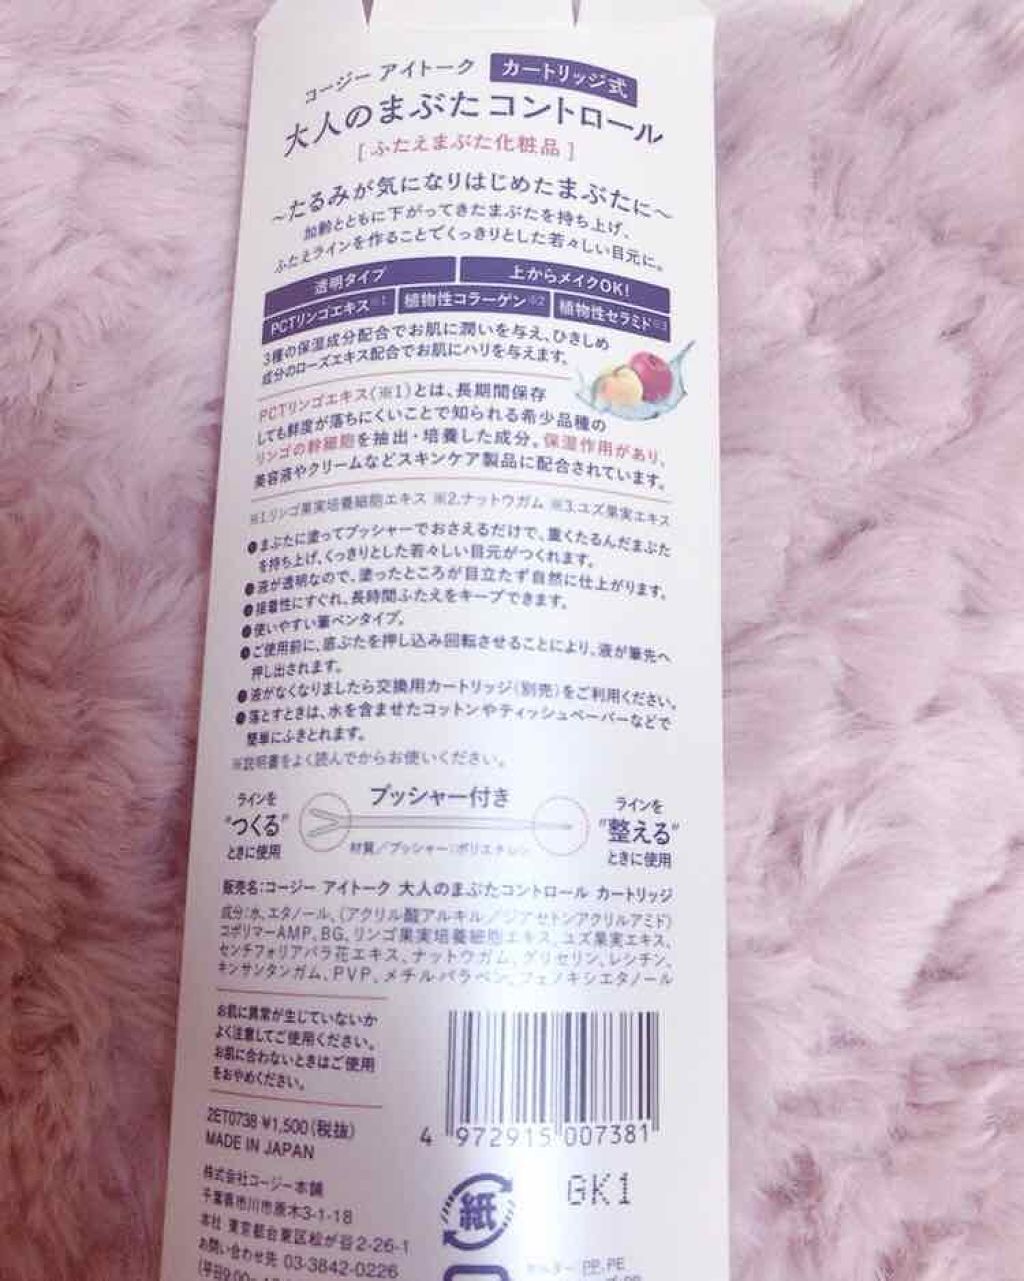 コージー アイトーク カートリッジ式
大人のまぶたコントロール
[ ふたえまぶた化粧品 ]
〜たるみが気になりはじめたまぶたに〜
加齢とともに下がってきたまぶたを持ち上げ、
ふたえラインを作ることでくっきりとした若々しい目元に。
透明タイプ 上からメイクOK!
PCTリンゴエキス※1 植物性コラーゲン※2 植物性セラミド※3
3種の保湿成分配合でお肌に潤いを与え、ひきしめ
成分のローズエキス配合でお肌にハリを与えます。
PCTリンゴエキス(※1)とは、長期間保存
しても鮮度が落ちにくいことで知られる希少品種の
リンゴの幹細胞を抽出・培養した成分。保湿作用があり、
美容液やクリームなどスキンケア製品に配合されています。
※1.リンゴ果実培養細胞エキス ※2.ナットウガム ※3.ユズ果実エキス
●まぶたに塗ってプッシャーでおさえるだけで、重くたるんだまぶた
を持ち上げ、くっきりとした若々しい目元がつくれます。
●液が透明なので、塗ったところが目立たず自然に仕上がります。
●接着性にすぐれ、長時間ふたえをキープできます。
●使いやすい筆ペンタイプ。
●ご使用前に、底ぶたを押し込み回転させることにより、液が筆先へ
押し出されます。
●液がなくなりましたら交換用カートリッジ(別売)をご利用ください。
●落とすときは、水を含ませたコットンやティッシュペーパーなどで
簡単にふきとれます。
※説明書をよく読んでからお使いください。
プッシャー付き
ラインを
"つくる"
ときに使用
材質/プッシャー:ポリエチレン
ラインを
"整える"
ときに使用
販売名:コージー アイトーク 大人のまぶたコントロール カートリッジ
成分:水、エタノール、(アクリル酸アルキル/ジアセトンアクリルアミド)
コポリマーAMP、BG、リンゴ果実培養細胞エキス、ユズ果実エキス、
センチフォリアバラ花エキス、ナットウガム、グリセリン、レシチン、
キサンタンガム、PVP、メチルパラベン、フェノキシエタノール
お肌に異常が生じていないか
よく注意してご使用ください。
お肌に合わないときはご使用
をおやめください。
2ET0738 ¥1,500(税抜)
MADE IN JAPAN
4 972915 007381
株式会社コージー本舗
千葉県市川市原木3-1-18
本社 東京都台東区松が谷2-26-1
お問い合わせ先 03-3842-0226
(平日9:00~
紙
GK1
PP, PE